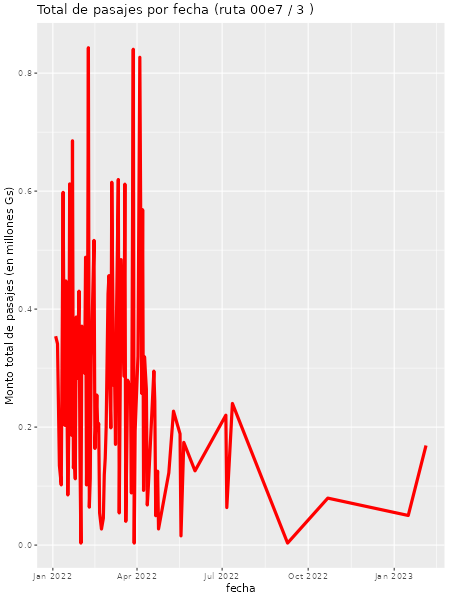 Total de pasajes por fecha (ruta 00e7 / 3 )
Monto total de pasajes (en millones Gs)
0.8
0.6
0.4
0.2
0.0
Jan 2022
Apr 2022
Jul 2022
Oct 2022
Jan 2023
fecha